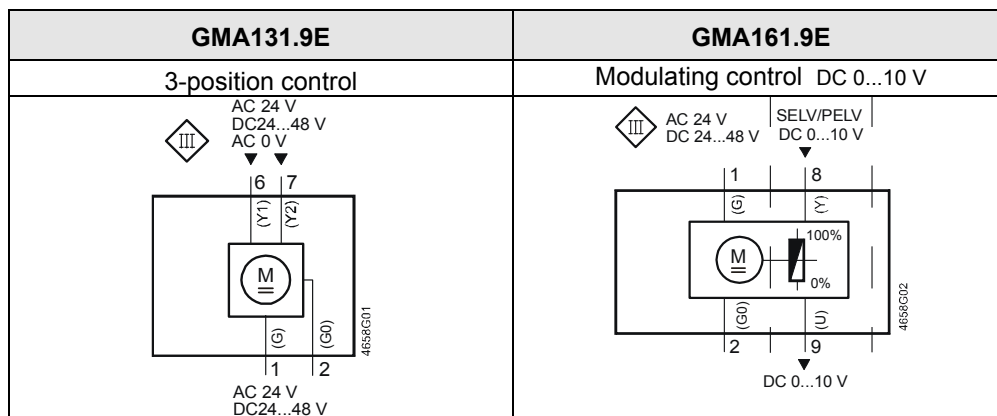 GMA131.9E
GMA161.9E
3-position control
Modulating control DC 0...10 V
AC 24 V
DC24...48 V
AC 0 V
III
6 7
(Y1)
(Y2)
M
(G)
(G0)
1 2
AC 24 V
DC24...48 V
4658G01
III
AC 24 V
DC 24...48 V
SELV/PELV
DC 0...10 V
1 8
(G)
(Y)
M
100%
0%
(G0)
(U)
2 9
DC 0...10 V
4658G02